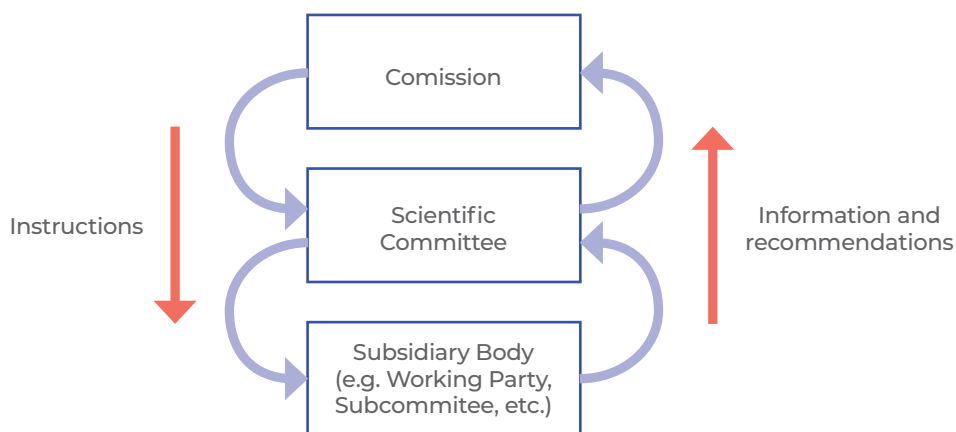 Comission
Instructions
Scientific
Committee
Information and
recommendations
Subsidiary Body
(e.g. Working Party,
Subcommitee, etc.)